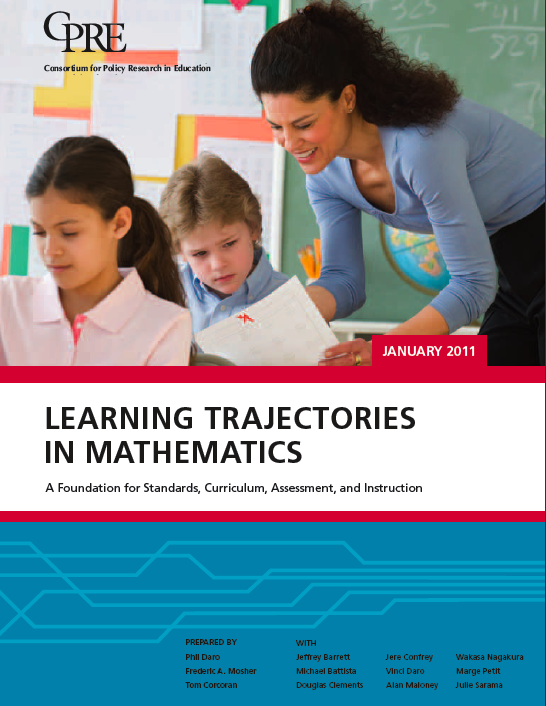 CPRE
Consortium for Policy Research in Education
JANUARY 2011
LEARNING TRAJECTORIES
IN MATHEMATICS
A Foundation for Standards, Curriculum, Assessment, and Instruction
PREPARED BY
Phil Daro
Frederic A. Mosher
Tom Corcoran
WITH
Jeffrey Barrett
Michael Battista
Douglas Clements
Jere Confrey
Vinci Daro
Alan Maloney
Wakasa Nagakura
Marge Petit
Julie Sarama